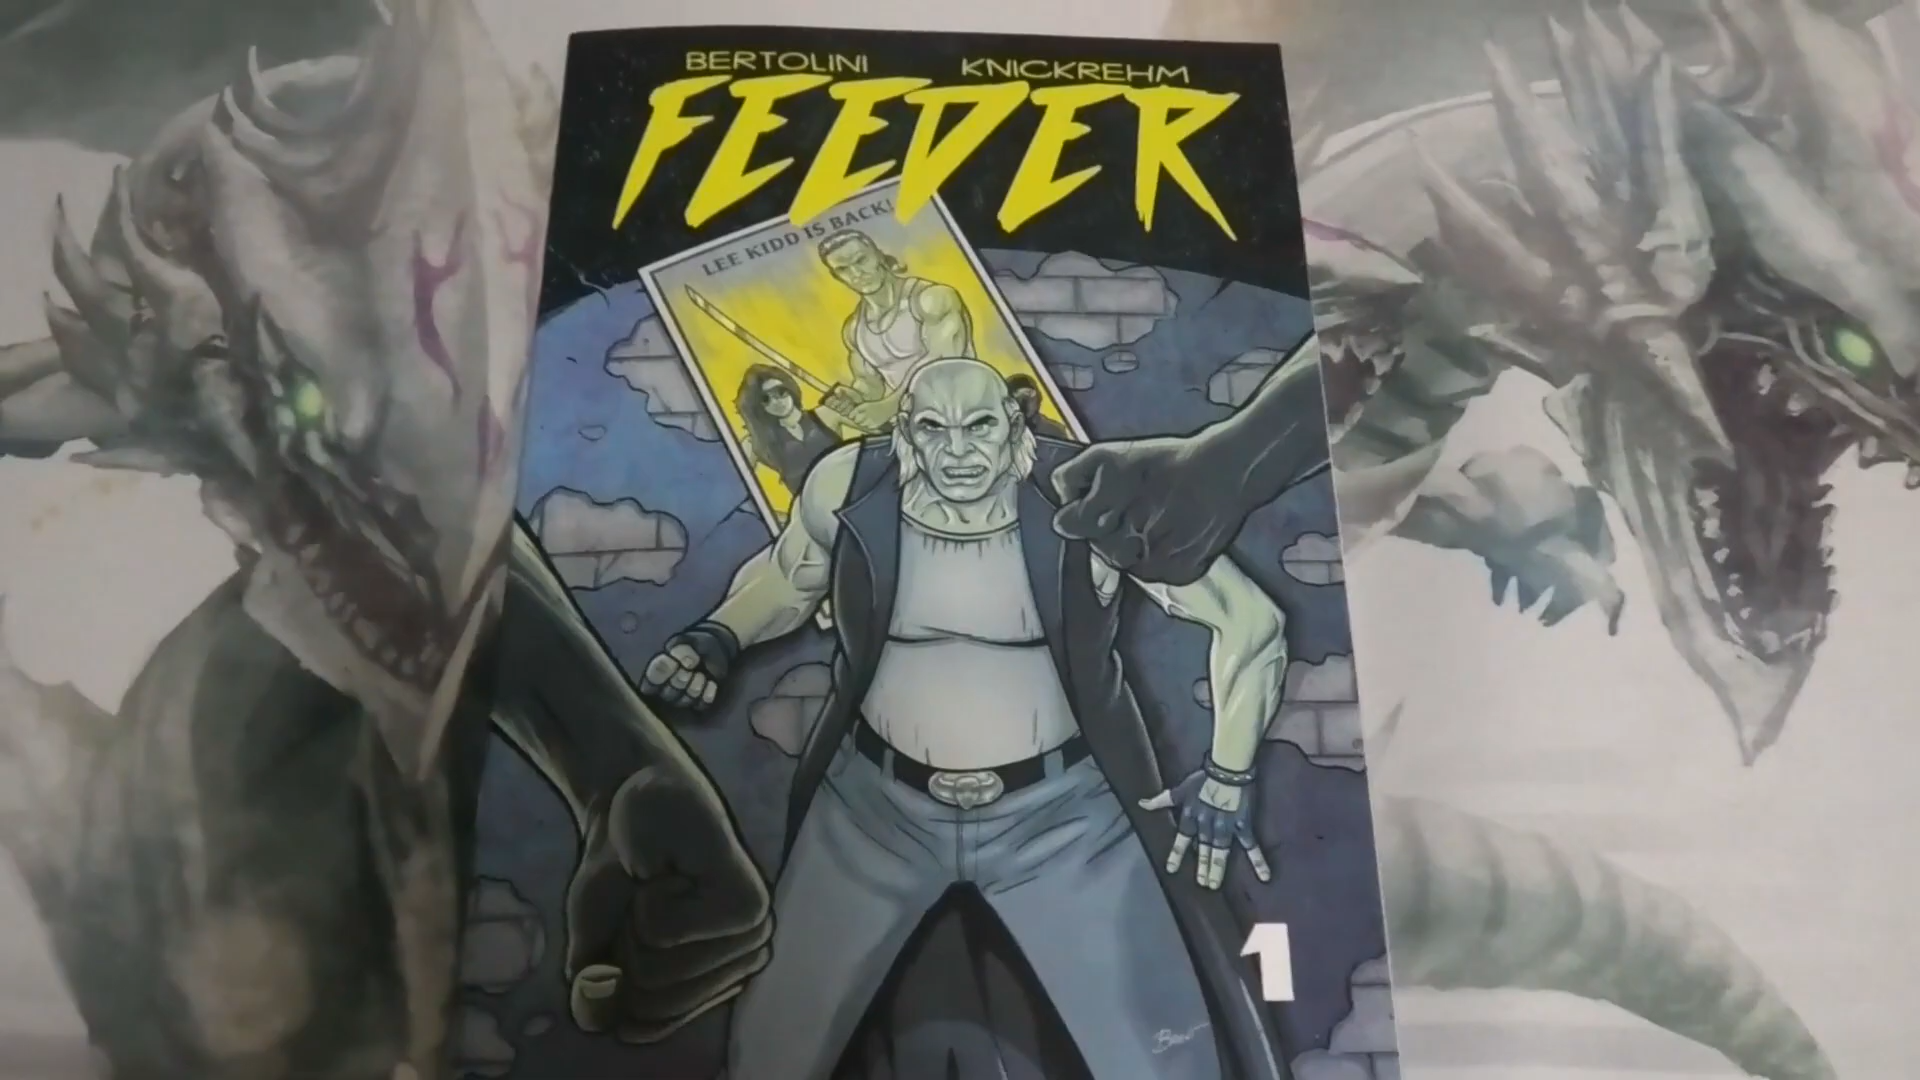 BERTOLINI KNICKREHM
FEEDER
LEE KIDD IS BACK!
1